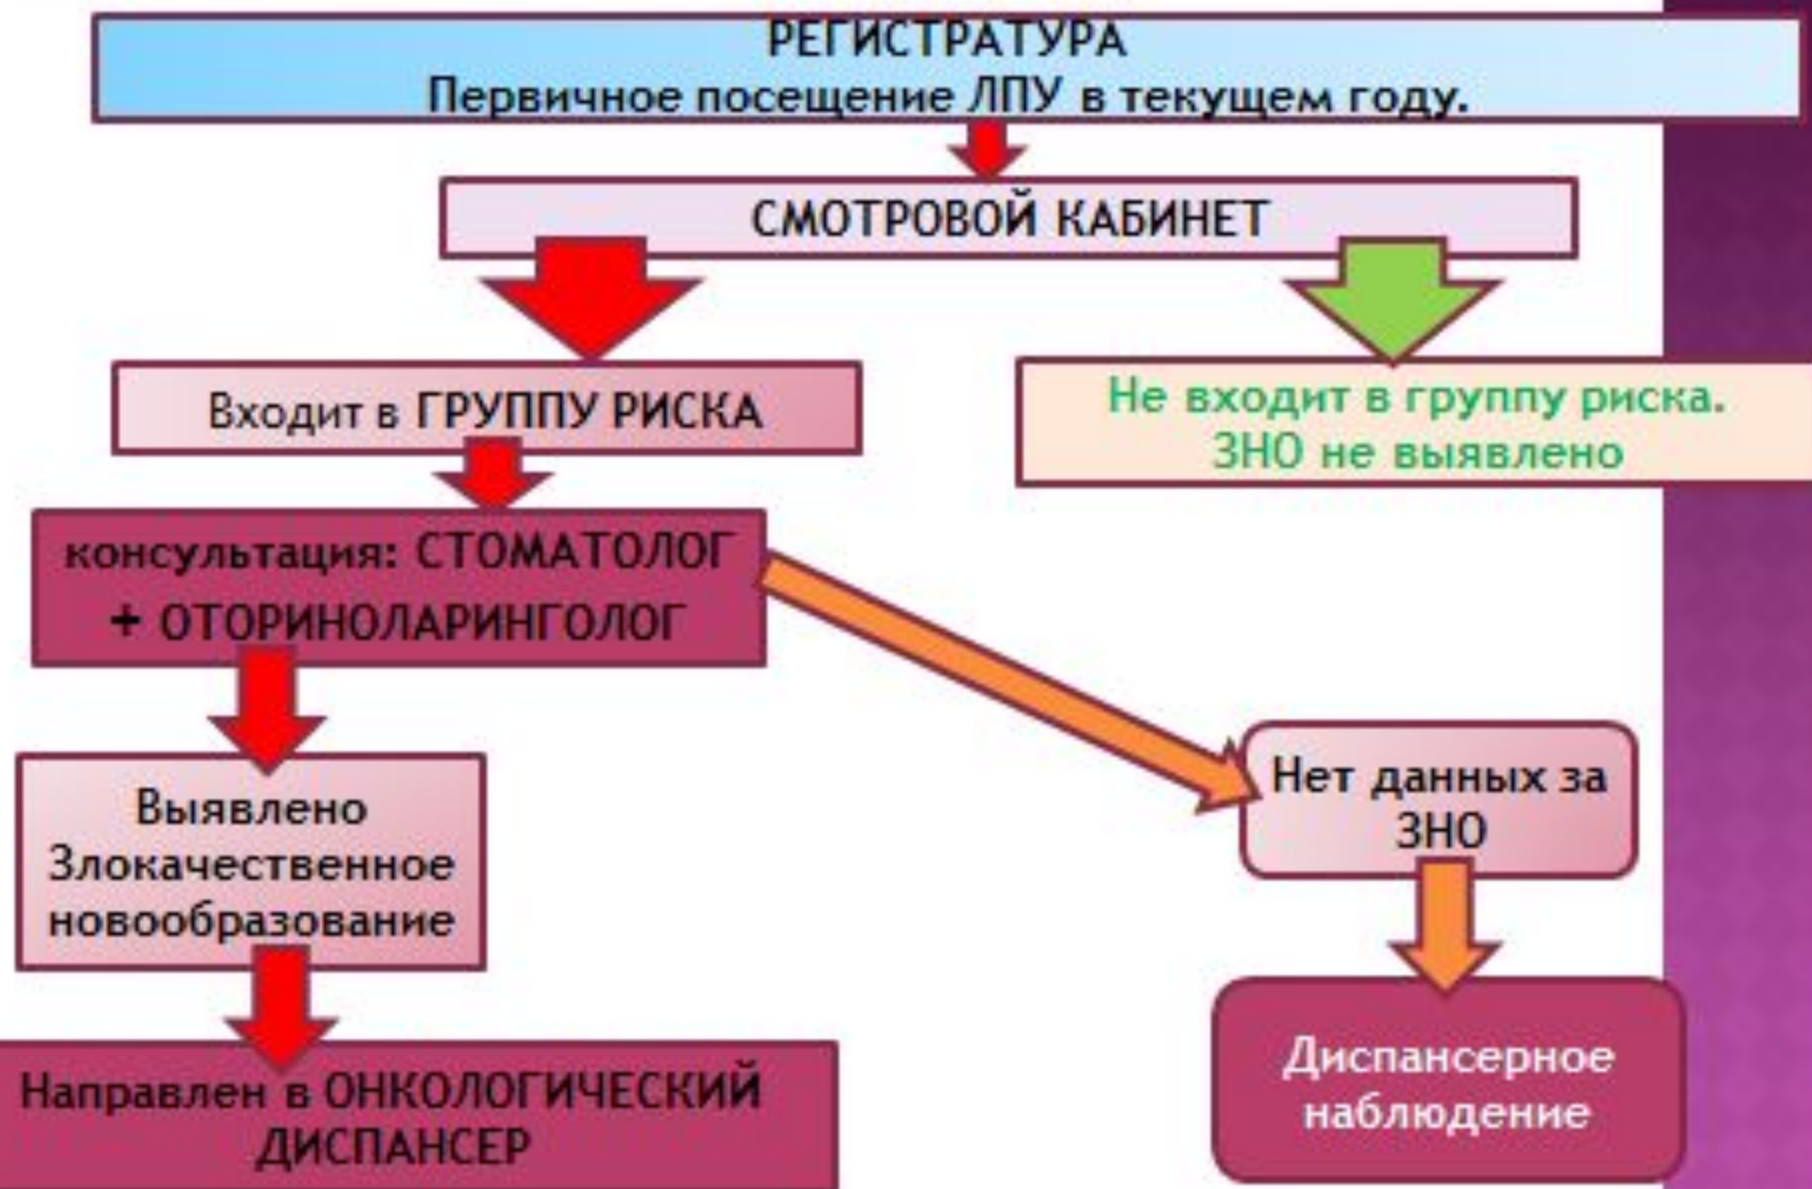 РЕГИСТРАТУРА
Первичное посещение ЛПУ в текущем году.
СМОТРОВОЙ КАБИНЕТ
Входит в ГРУППУ РИСКА
Не входит в группу риска.
ЗНО не выявлено
консультация: СТОМАТОЛОГ
+ ОТОРИНОЛАРИНГОЛОГ
Выявлено
Злокачественное
новообразование
Нет данных за
ЗНО
Направлен в ОНКОЛОГИЧЕСКИЙ
ДИСПАНСЕР
Диспансерное
наблюдение